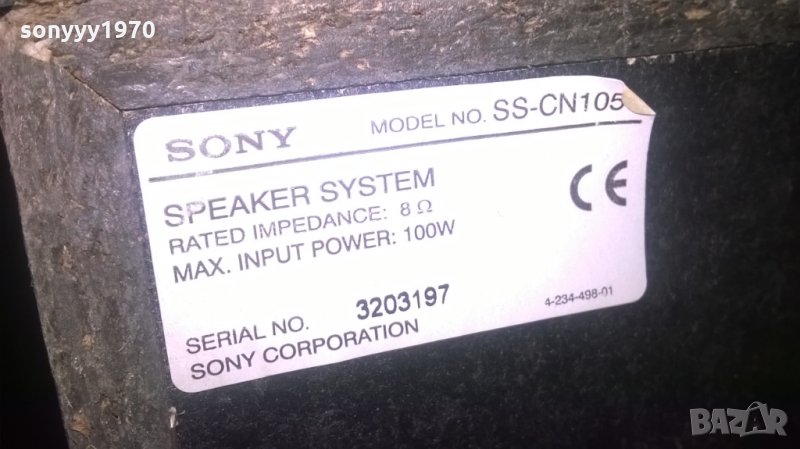 sonyyy1970
SONY MODEL NO. SS-CN105
SPEAKER SYSTEM
RATED IMPEDANCE: 8 Ω
MAX. INPUT POWER: 100W
CE
SERIAL NO. 3203197
4-234-498-01
SONY CORPORATION
BAZAR